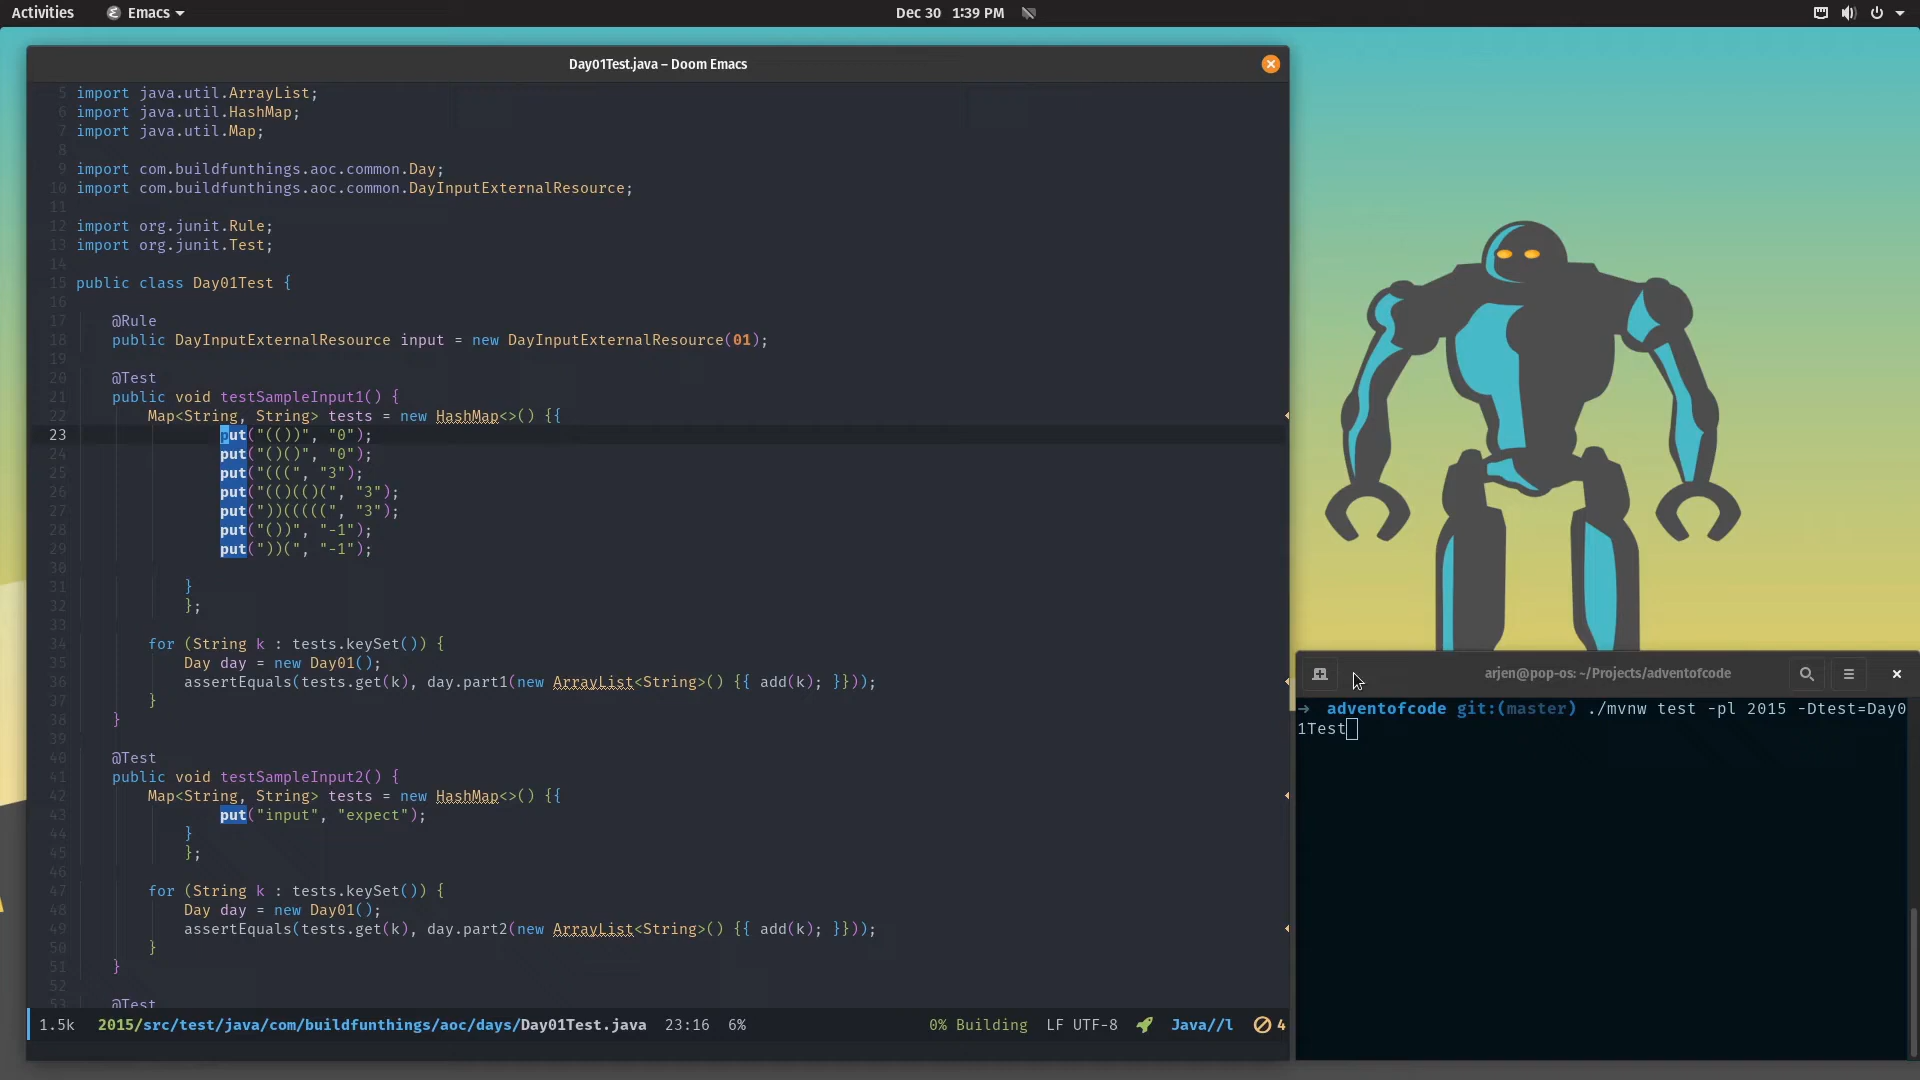 Activities
Emacs
Dec 30 1:39 PM
Day01Test.java – Doom Emacs
5 import java.util.ArrayList;
6 import java.util.HashMap;
7 import java.util.Map;
8
9 import com.buildfunthings.aoc.common.Day;
10 import com.buildfunthings.aoc.common.DayInputExternalResource;
11
12 import org.junit.Rule;
13 import org.junit.Test;
14
15 public class Day01Test {
16
17 @Rule
18 public DayInputExternalResource input = new DayInputExternalResource(01);
19
20 @Test
21 public void testSampleInput1() {
22 Map<String, String> tests = new HashMap<>() {{
23 put("(())", "0");
24 put("()()", "0");
25 put("(((", "3");
26 put("(()(()(", "3");
27 put("))(((((", "3");
28 put("())", "-1");
29 put("))(", "-1");
30
31 }
32 };
33
34 for (String k : tests.keySet()) {
35 Day day = new Day01();
36 assertEquals(tests.get(k), day.part1(new ArrayList<String>() {{ add(k); }}));
37 }
38 }
39
40 @Test
41 public void testSampleInput2() {
42 Map<String, String> tests = new HashMap<>() {{
43 put("input", "expect");
44 }
45 };
46
47 for (String k : tests.keySet()) {
48 Day day = new Day01();
49 assertEquals(tests.get(k), day.part2(new ArrayList<String>() {{ add(k); }}));
50 }
51 }
52
53 @Test
1.5k 2015/src/test/java/com/buildfunthings/aoc/days/Day01Test.java 23:16 6% 0% Building LF UTF-8 Java//l 4
arjen@pop-os: ~/Projects/adventofcode
→ adventofcode git:(master) ./mvnw test -pl 2015 -Dtest=Day0
1Test